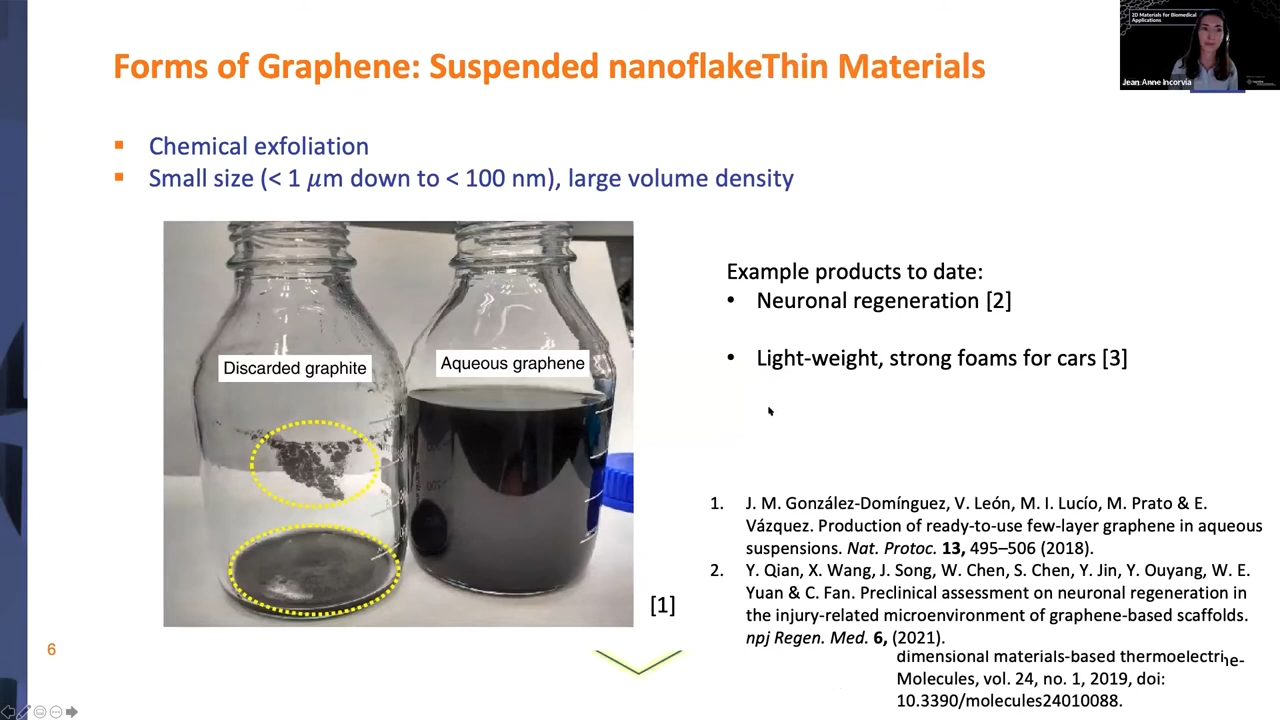 2D Materials for Biomedical
Applications
Jean Anne Incorvia
Forms of Graphene: Suspended nanoflakeThin Materials
▪ Chemical exfoliation
▪ Small size (< 1 𝜇m down to < 100 nm), large volume density
Discarded graphite
Aqueous graphene
[1]
Example products to date:
• Neuronal regeneration [2]
• Light-weight, strong foams for cars [3]
1. J. M. González-Domínguez, V. León, M. I. Lucío, M. Prato & E.
Vázquez. Production of ready-to-use few-layer graphene in aqueous
suspensions. Nat. Protoc. 13, 495–506 (2018).
2. Y. Qian, X. Wang, J. Song, W. Chen, S. Chen, Y. Jin, Y. Ouyang, W. E.
Yuan & C. Fan. Preclinical assessment on neuronal regeneration in
the injury-related microenvironment of graphene-based scaffolds.
npj Regen. Med. 6, (2021).
dimensional materials-based
Molecules, vol. 24, no. 1, 2019, doi:
10.3390/molecules24010088.
6